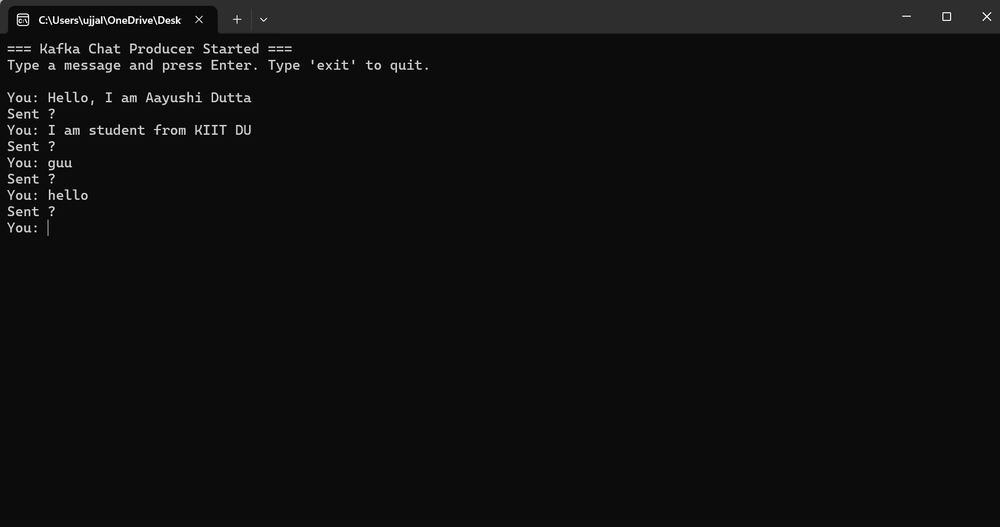 C:\Users\ujjal\OneDrive\Desk
=== Kafka Chat Producer Started ===
Type a message and press Enter. Type 'exit' to quit.
You: Hello, I am Aayushi Dutta
Sent ?
You: I am student from KIIT DU
Sent ?
You: guu
Sent ?
You: hello
Sent ?
You: